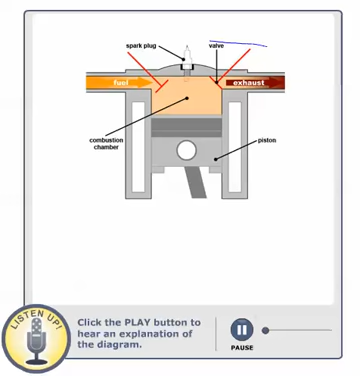 spark plug
valve
fuel
exhaust
combustion
chamber
piston
LISTEN UP!
Click the PLAY button to
hear an explanation of
the diagram.
PAUSE